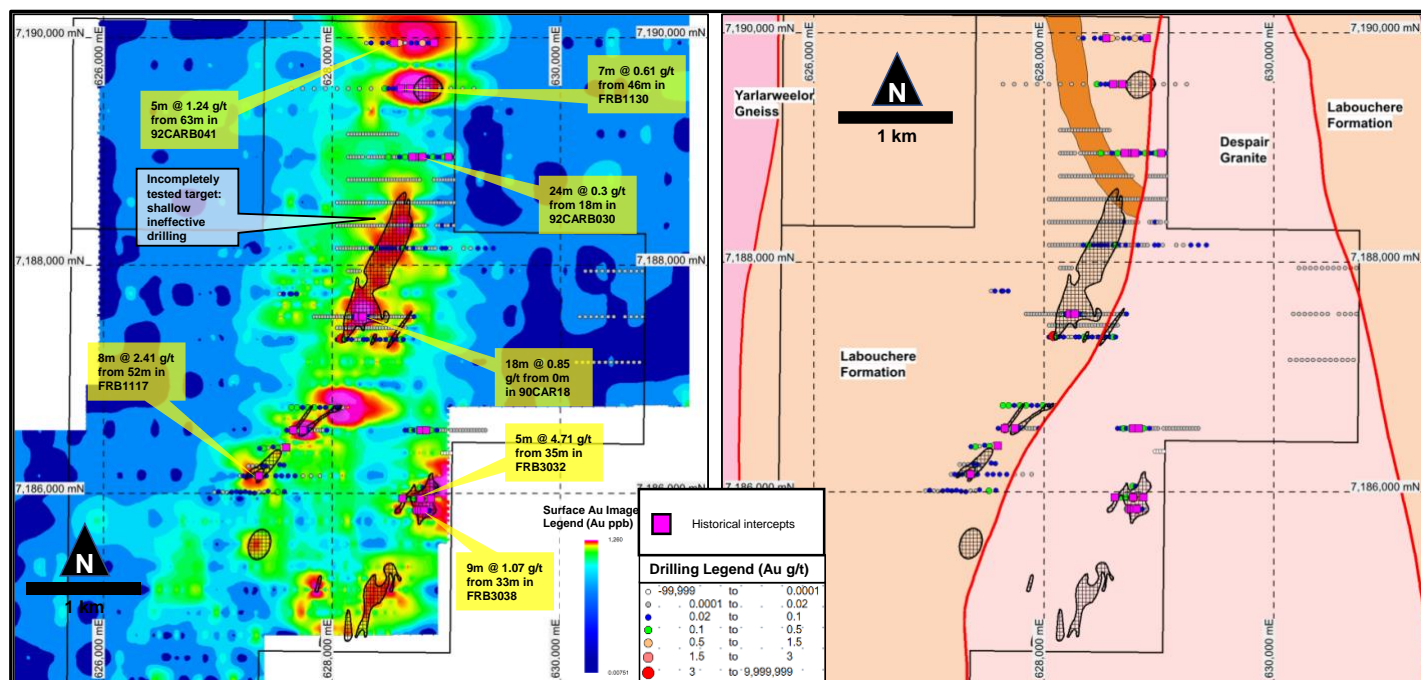 7,190,000 mN
626,000 mE
628,000 mE
630,000 mE
7,190,000 mN
5m @ 1.24 g/t
from 63m in
92CARB041
7m @ 0.61 g/t
from 46m in
FRB1130
Incompletely
tested target:
shallow
ineffective
drilling
24m @ 0.3 g/t
from 18m in
92CARB030
7,188,000 mN
7,188,000 mN
8m @ 2.41 g/t
from 52m in
FRB1117
18m @ 0.85
g/t from 0m
in 90CAR18
5m @ 4.71 g/t
from 35m in
FRB3032
7,186,000 mN
7,186,000 mN
Surface Au Image
Legend (Au ppb)
1,260
0.00751
9m @ 1.07 g/t
from 33m in
FRB3038
N
1 km
626,000 mE
628,000 mE
Historical intercepts
Drilling Legend (Au g/t)
-99,999 to 0.0001
0.0001 to 0.02
0.02 to 0.1
0.1 to 0.5
0.5 to 1.5
1.5 to 3
3 to 9,999,999
7,190,000 mN
626,000 mE
628,000 mE
630,000 mE
7,190,000 mN
Yarlarweelor
Gneiss
N
1 km
Labouchere
Formation
Despair
Granite
7,188,000 mN
7,188,000 mN
Labouchere
Formation
7,186,000 mN
626,000 mE
628,000 mE
630,000 mE